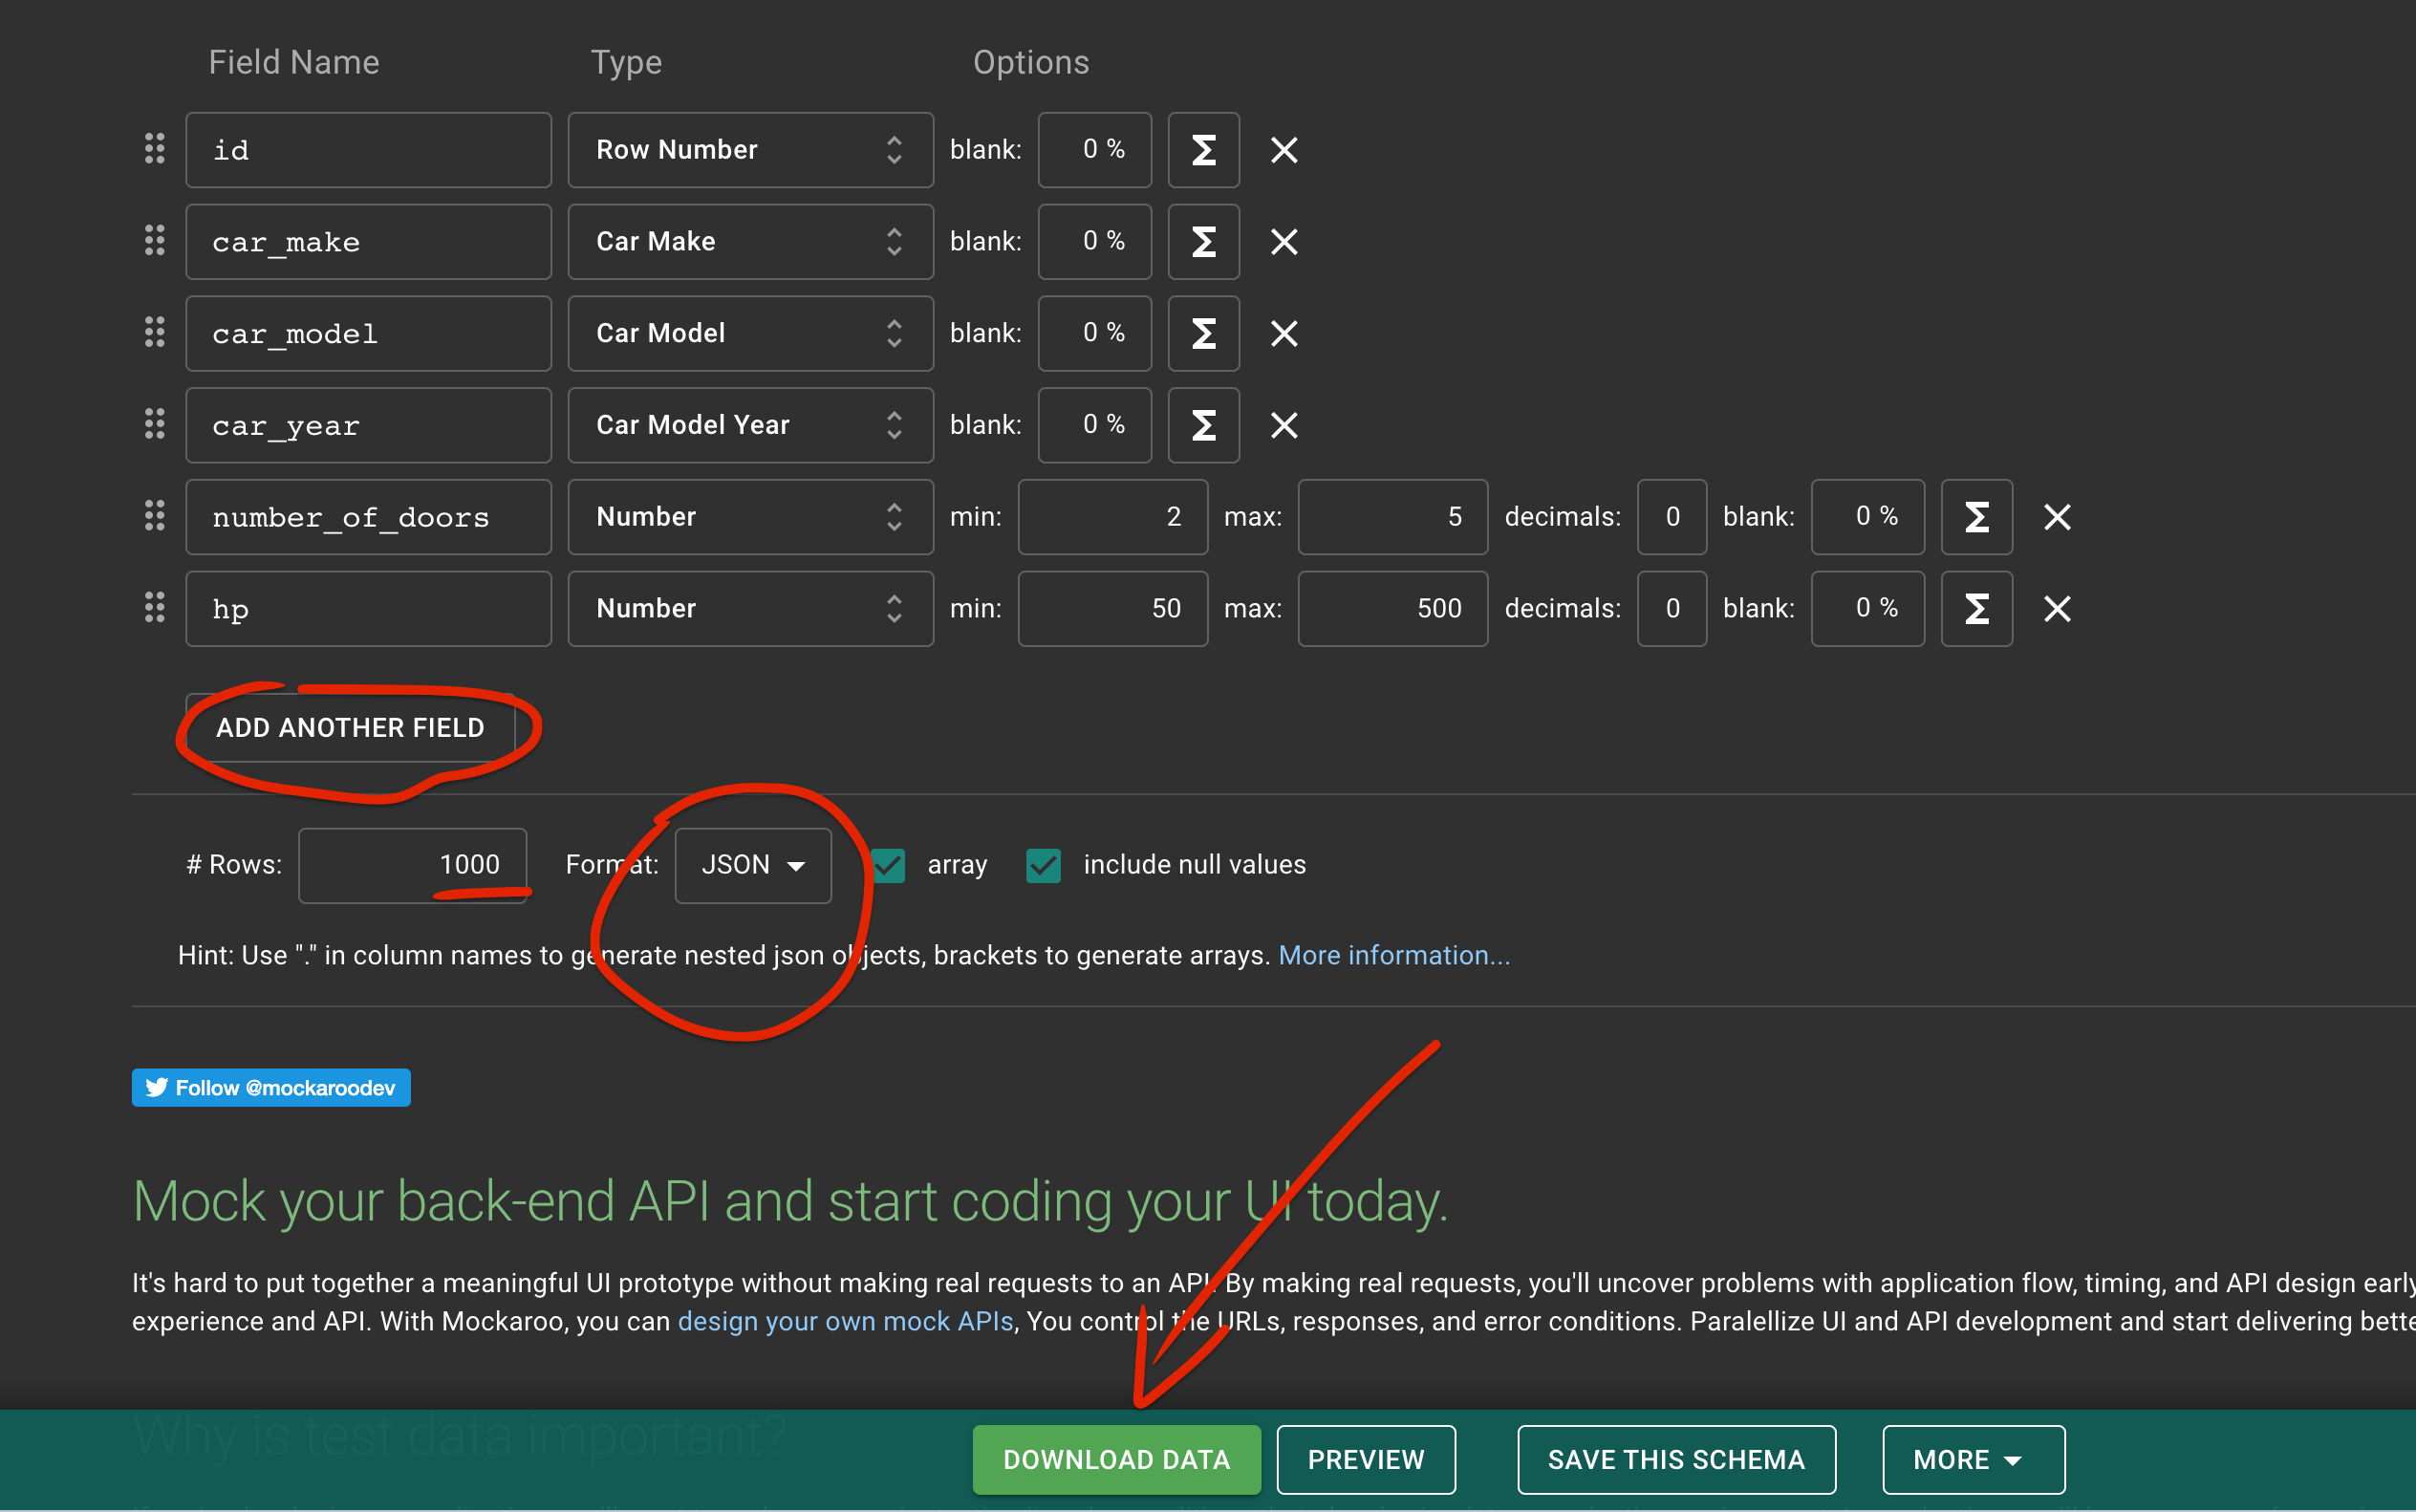 Field Name Type Options
id Row Number blank: 0 % Σ
car_make Car Make blank: 0 % Σ
car_model Car Model blank: 0 % Σ
car_year Car Model Year blank: 0 % Σ
number_of_doors Number min: 2 max: 5 decimals: 0 blank: 0 % Σ
hp Number min: 50 max: 500 decimals: 0 blank: 0 % Σ
ADD ANOTHER FIELD
# Rows: 1000 Format: JSON array include null values
Hint: Use "." in column names to generate nested json objects, brackets to generate arrays. More information...
Follow @mockaroodev
Mock your back-end API and start coding your UI today.
It's hard to put together a meaningful UI prototype without making real requests to an API. By making real requests, you'll uncover problems with application flow, timing, and API design early
experience and API. With Mockaroo, you can design your own mock APIs, You control the URLs, responses, and error conditions. Paralellize UI and API development and start delivering bette
Why is test data important?
DOWNLOAD DATA PREVIEW SAVE THIS SCHEMA MORE